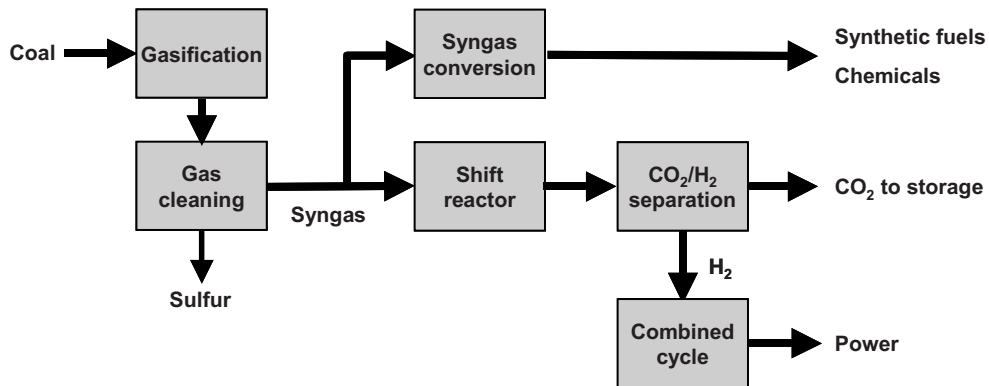 Coal
Gasification
Syngas
conversion
Synthetic fuels
Chemicals
Gas
cleaning
Syngas
Shift
reactor
CO₂/H₂
separation
CO₂ to storage
Sulfur
H₂
Combined
cycle
Power